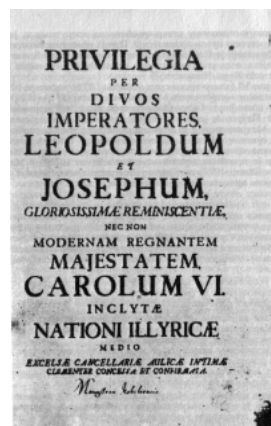 PRIVILEGIA
PER
DIVOS
IMPERATORES,
LEOPOLDUM
ET
JOSEPHUM,
GLORIOSISSIMÆ REMINISCENTIÆ,
NEC NON
MODERNAM REGNANTEM
MAJESTATEM,
CAROLUM VI.
INCLYTÆ
NATIONI ILLYRICÆ
MEDIO
EXCELSÆ CANCELLARIÆ AULICÆ INTIMÆ
CLEMENTER CONCESSA ET CONFIRMATA.